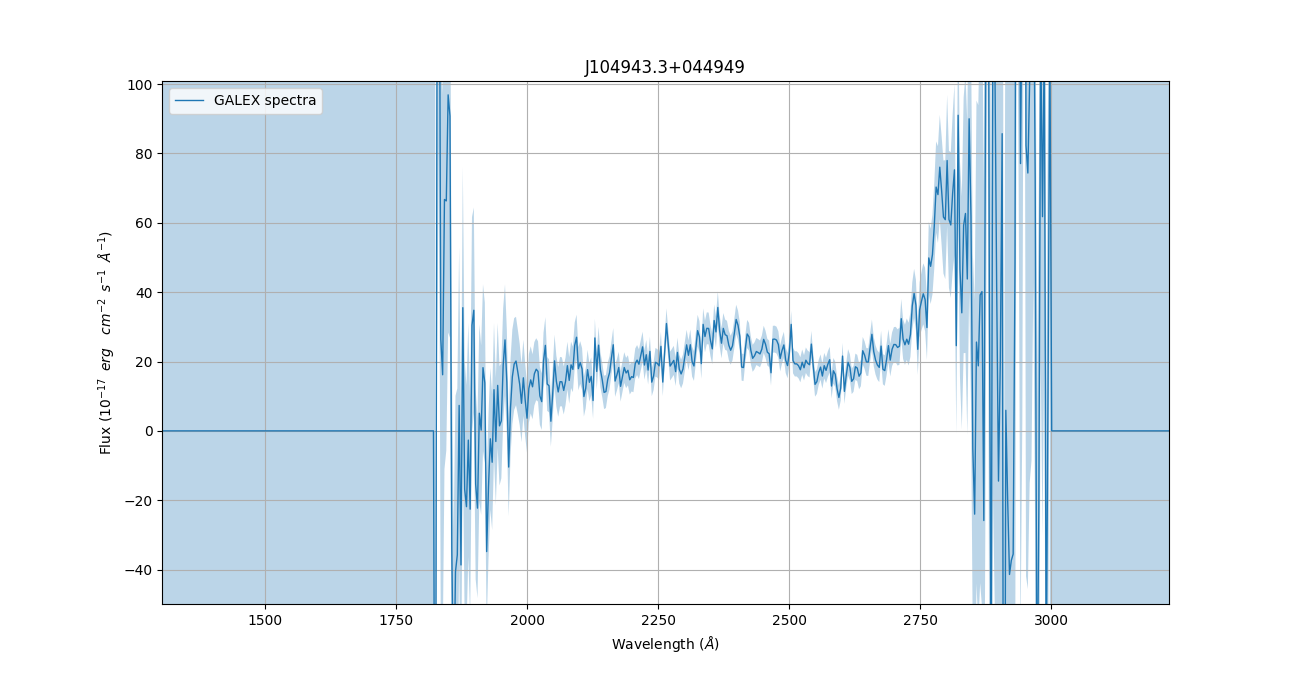 J104943.3+044949
GALEX spectra
Flux (10⁻¹⁷ erg cm⁻² s⁻¹ Å⁻¹)
100
80
60
40
20
0
−20
−40
1500 1750 2000 2250 2500 2750 3000
Wavelength (Å)